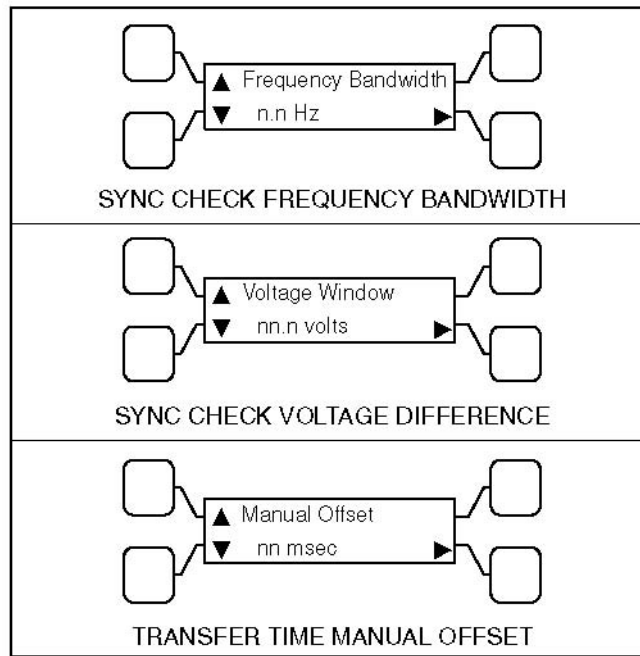 ▲ Frequency Bandwidth
▼ n.n Hz ▶
SYNC CHECK FREQUENCY BANDWIDTH
▲ Voltage Window
▼ nn.n volts ▶
SYNC CHECK VOLTAGE DIFFERENCE
▲ Manual Offset
▼ nn msec ▶
TRANSFER TIME MANUAL OFFSET